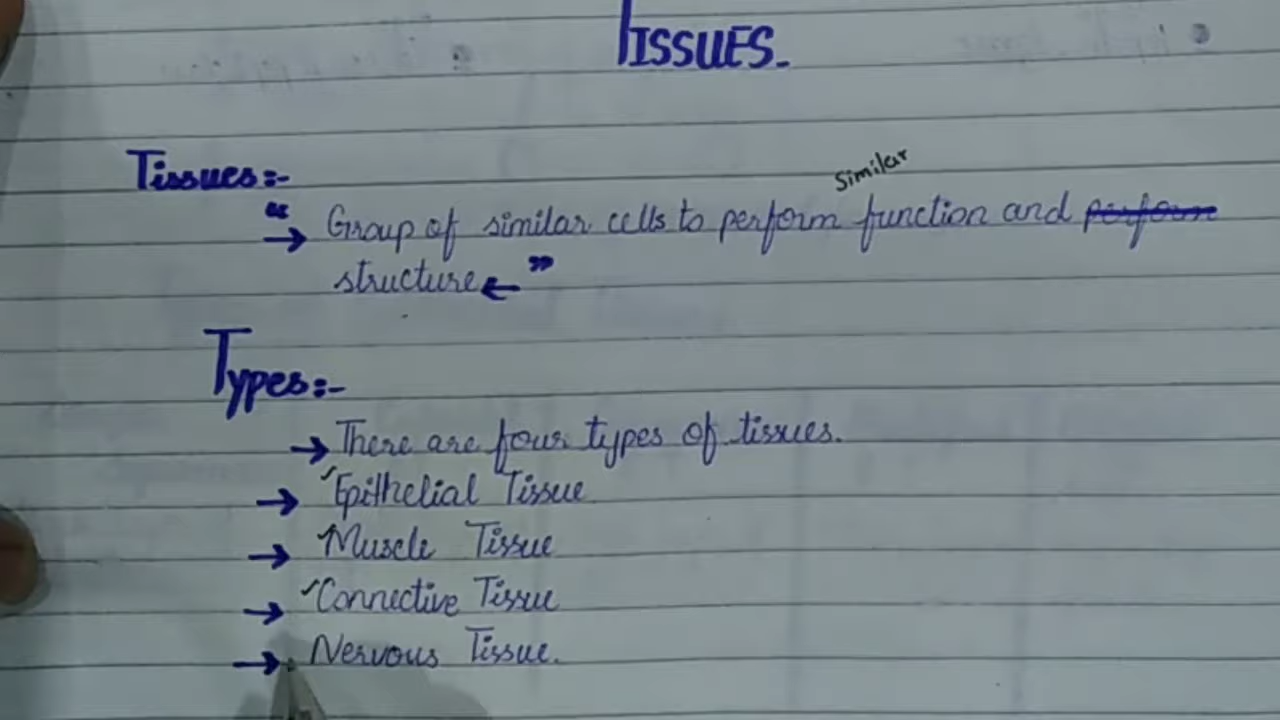 TISSUES.
Tissues:-
similar
“ → Group of similar cells to perform function and ~~perform~~
structure ← ”
Types:-
→ There are four types of tissues.
→ ✓Epithelial Tissue
→ ✓Muscle Tissue
→ ✓Connective Tissue
→ Nervous Tissue.